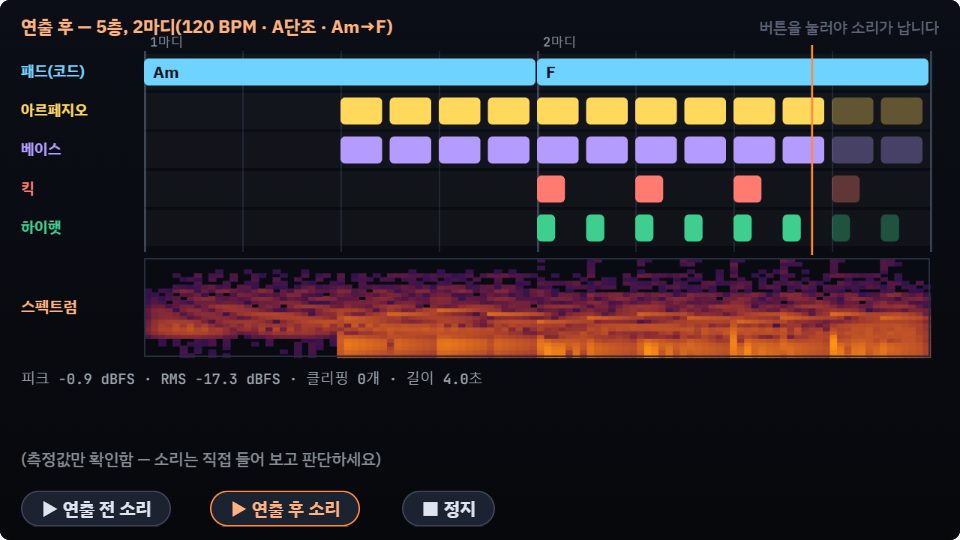 연출 후 — 5층, 2마디(120 BPM · A단조 · Am→F)
버튼을 눌러야 소리가 납니다
1마디
2마디
패드(코드)
Am
F
아르페지오
베이스
킥
하이햇
스펙트럼
피크 -0.9 dBFS · RMS -17.3 dBFS · 클리핑 0개 · 길이 4.0초
(측정값만 확인함 — 소리는 직접 들어 보고 판단하세요)
▶ 연출 전 소리
▶ 연출 후 소리
■ 정지